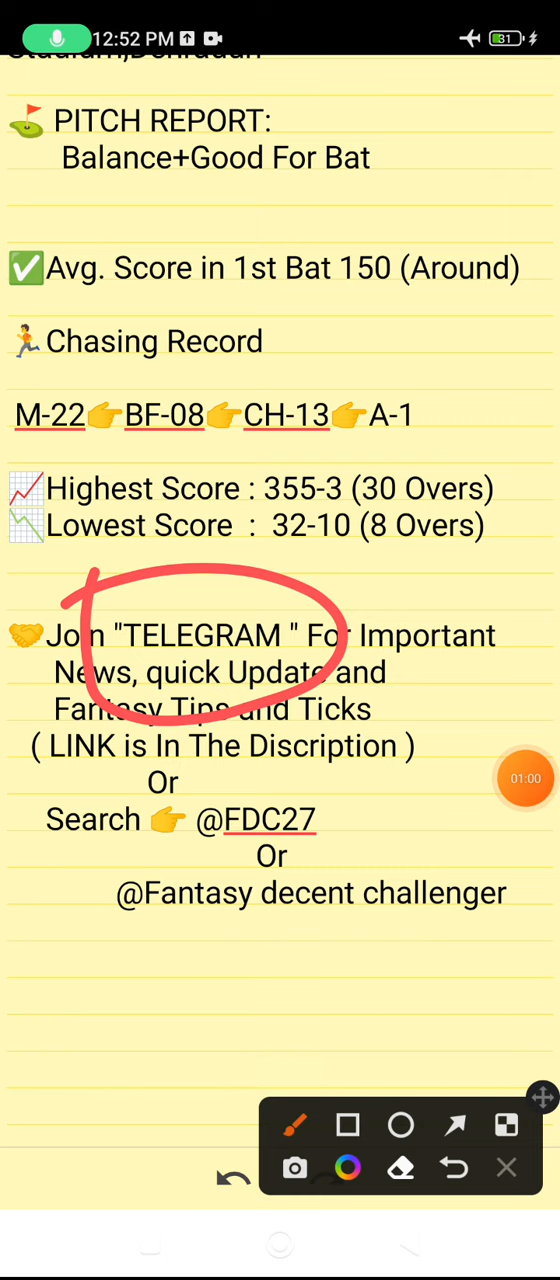 12:52 PM
31
Stadiam,Dehradun
PITCH REPORT:
Balance+Good For Bat
Avg. Score in 1st Bat 150 (Around)
Chasing Record
M-22👉BF-08👉CH-13👉A-1
Highest Score : 355-3 (30 Overs)
Lowest Score : 32-10 (8 Overs)
Join "TELEGRAM " For Important
News, quick Update and
Fantasy Tips and Ticks
( LINK is In The Discription )
01:00
Or
Search 👉 @FDC27
Or
@Fantasy decent challenger